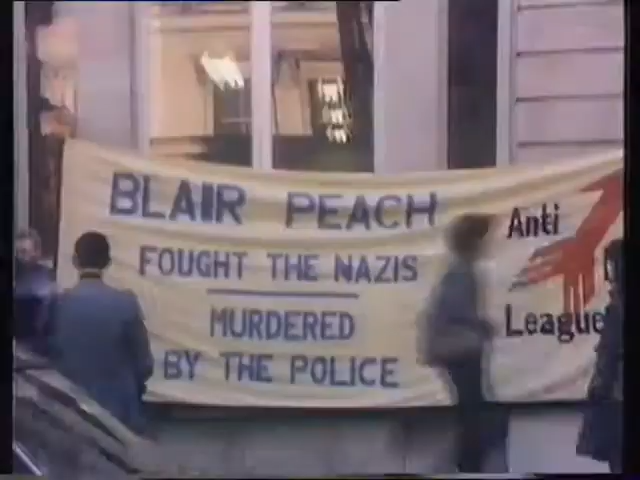 BLAIR PEACH
FOUGHT THE NAZIS
MURDERED
BY THE POLICE
Anti
League